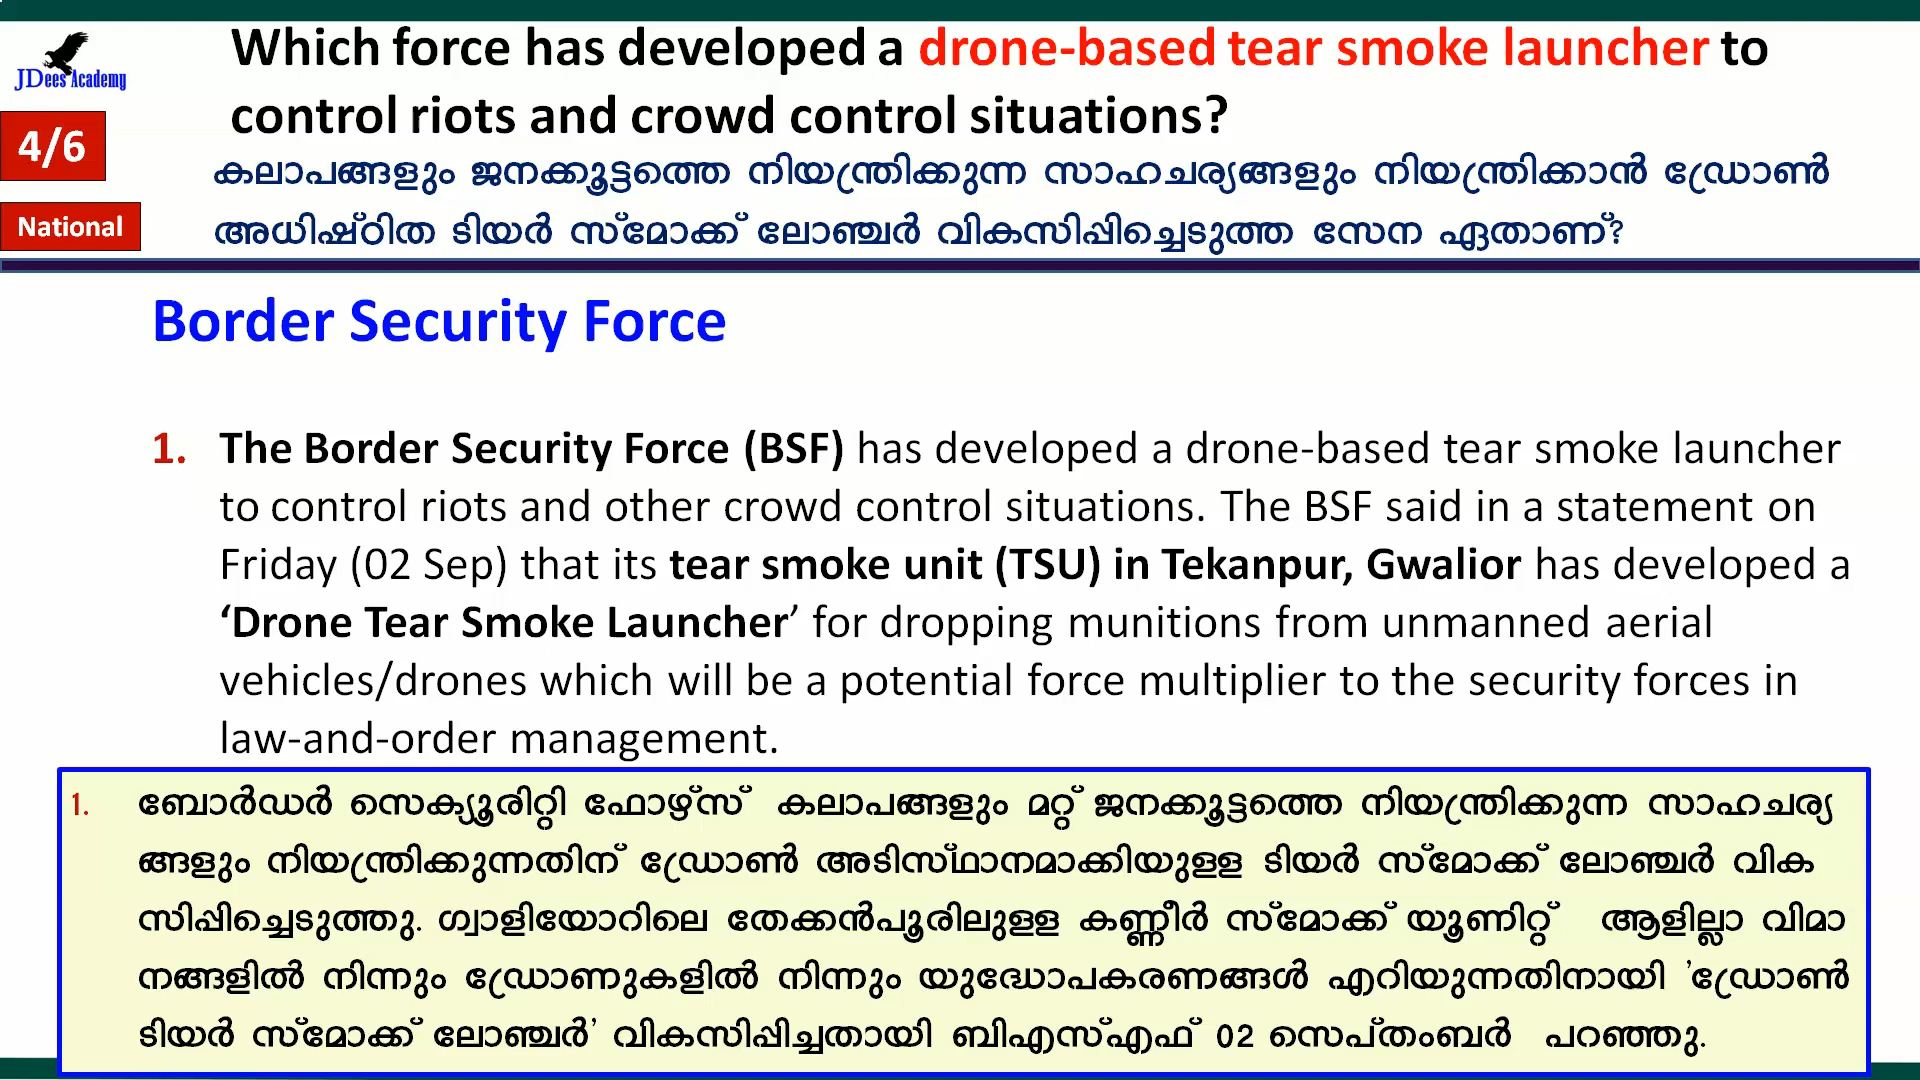 Which force has developed a drone-based tear smoke launcher to
JDees Academy
control riots and crowd control situations?
4/6
കലാപങ്ങളും ജനക്കൂട്ടത്തെ നിയന്ത്രിക്കുന്ന സാഹചര്യങ്ങളും നിയന്ത്രിക്കാൻ ഡ്രോൺ
National
അധിഷ്ഠിത ടിയർ സ്മോക്ക് ലോഞ്ചർ വികസിപ്പിച്ചെടുത്ത സേന ഏതാണ്?
Border Security Force
1. The Border Security Force (BSF) has developed a drone-based tear smoke launcher
to control riots and other crowd control situations. The BSF said in a statement on
Friday (02 Sep) that its tear smoke unit (TSU) in Tekanpur, Gwalior has developed a
‘Drone Tear Smoke Launcher’ for dropping munitions from unmanned aerial
vehicles/drones which will be a potential force multiplier to the security forces in
law-and-order management.
1. ബോർഡർ സെക്യൂരിറ്റി ഫോഴ്സ് കലാപങ്ങളും മറ്റ് ജനക്കൂട്ടത്തെ നിയന്ത്രിക്കുന്ന സാഹചര്യ
ങ്ങളും നിയന്ത്രിക്കുന്നതിന് ഡ്രോൺ അടിസ്ഥാനമാക്കിയുള്ള ടിയർ സ്മോക്ക് ലോഞ്ചർ വിക
സിപ്പിച്ചെടുത്തു. ഗ്വാളിയോറിലെ തേക്കൻപൂരിലുള്ള കണ്ണീർ സ്മോക്ക് യൂണിറ്റ് ആളില്ലാ വിമാ
നങ്ങളിൽ നിന്നും ഡ്രോണുകളിൽ നിന്നും യുദ്ധോപകരണങ്ങൾ എറിയുന്നതിനായി 'ഡ്രോൺ
ടിയർ സ്മോക്ക് ലോഞ്ചർ' വികസിപ്പിച്ചതായി ബിഎസ്എഫ് 02 സെപ്തംബർ പറഞ്ഞു.